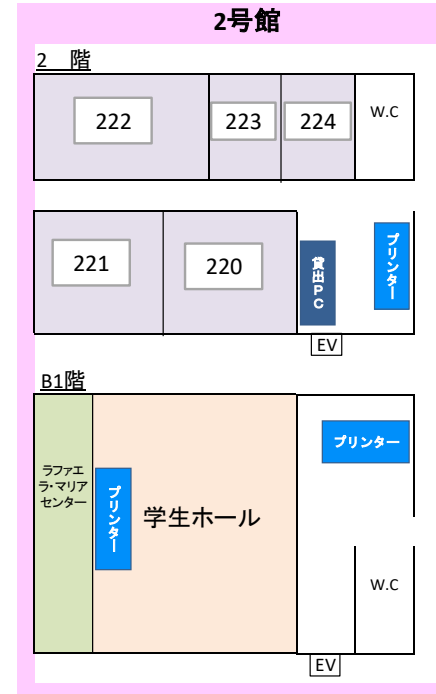 2号館
2　階
222
223
224
W.C
221
220
貸出PC
プリンター
EV
B1階
ラファエ
ラ・マリア
センター
プリンター
学生ホール
プリンター
W.C
EV